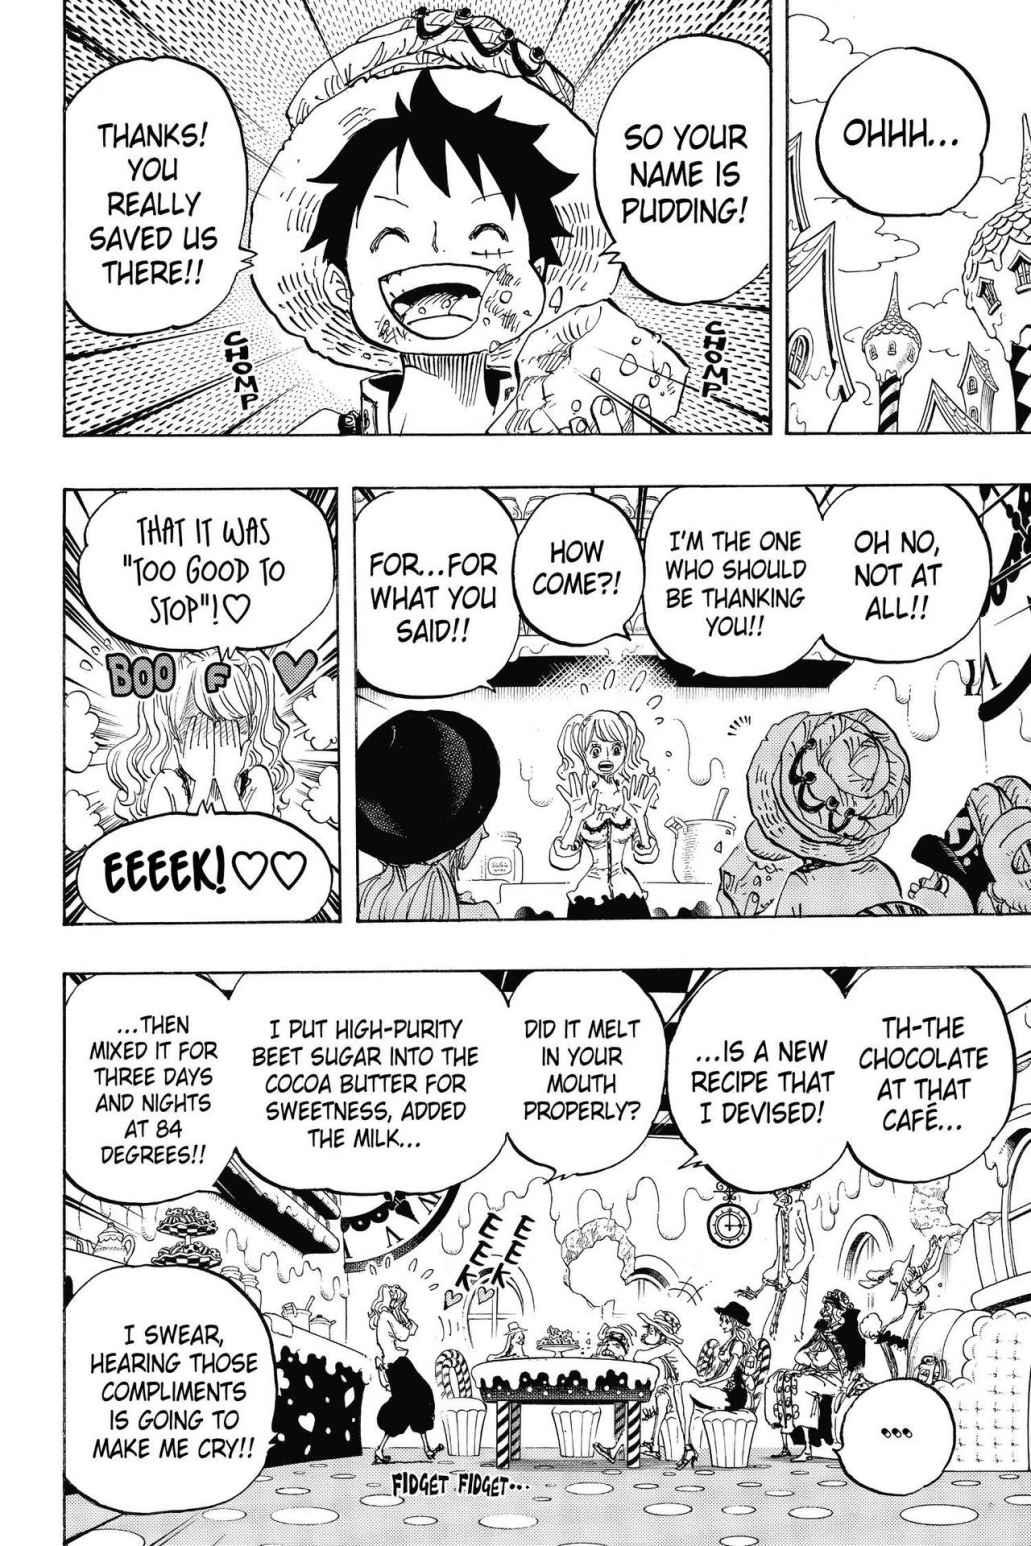 OHHH...
SO YOUR
NAME IS
PUDDING!
THANKS!
YOU
REALLY
SAVED US
THERE!!
CHOMP
CHOMP
OH NO,
NOT AT
ALL!!
I'M THE ONE
WHO SHOULD
BE THANKING
YOU!!
HOW
COME?!
FOR...FOR
WHAT YOU
SAID!!
VI
THAT IT WAS
"TOO GOOD TO
STOP"!♡
BOO F ♡
EEEEK!♡♡
TH-THE
CHOCOLATE
AT THAT
CAFÉ...
...IS A NEW
RECIPE THAT
I DEVISED!
DID IT MELT
IN YOUR
MOUTH
PROPERLY?
I PUT HIGH-PURITY
BEET SUGAR INTO THE
COCOA BUTTER FOR
SWEETNESS, ADDED
THE MILK...
...THEN
MIXED IT FOR
THREE DAYS
AND NIGHTS
AT 84
DEGREES!!
EEEK
EEEK
I SWEAR,
HEARING THOSE
COMPLIMENTS
IS GOING TO
MAKE ME CRY!!
FIDGET FIDGET...
...